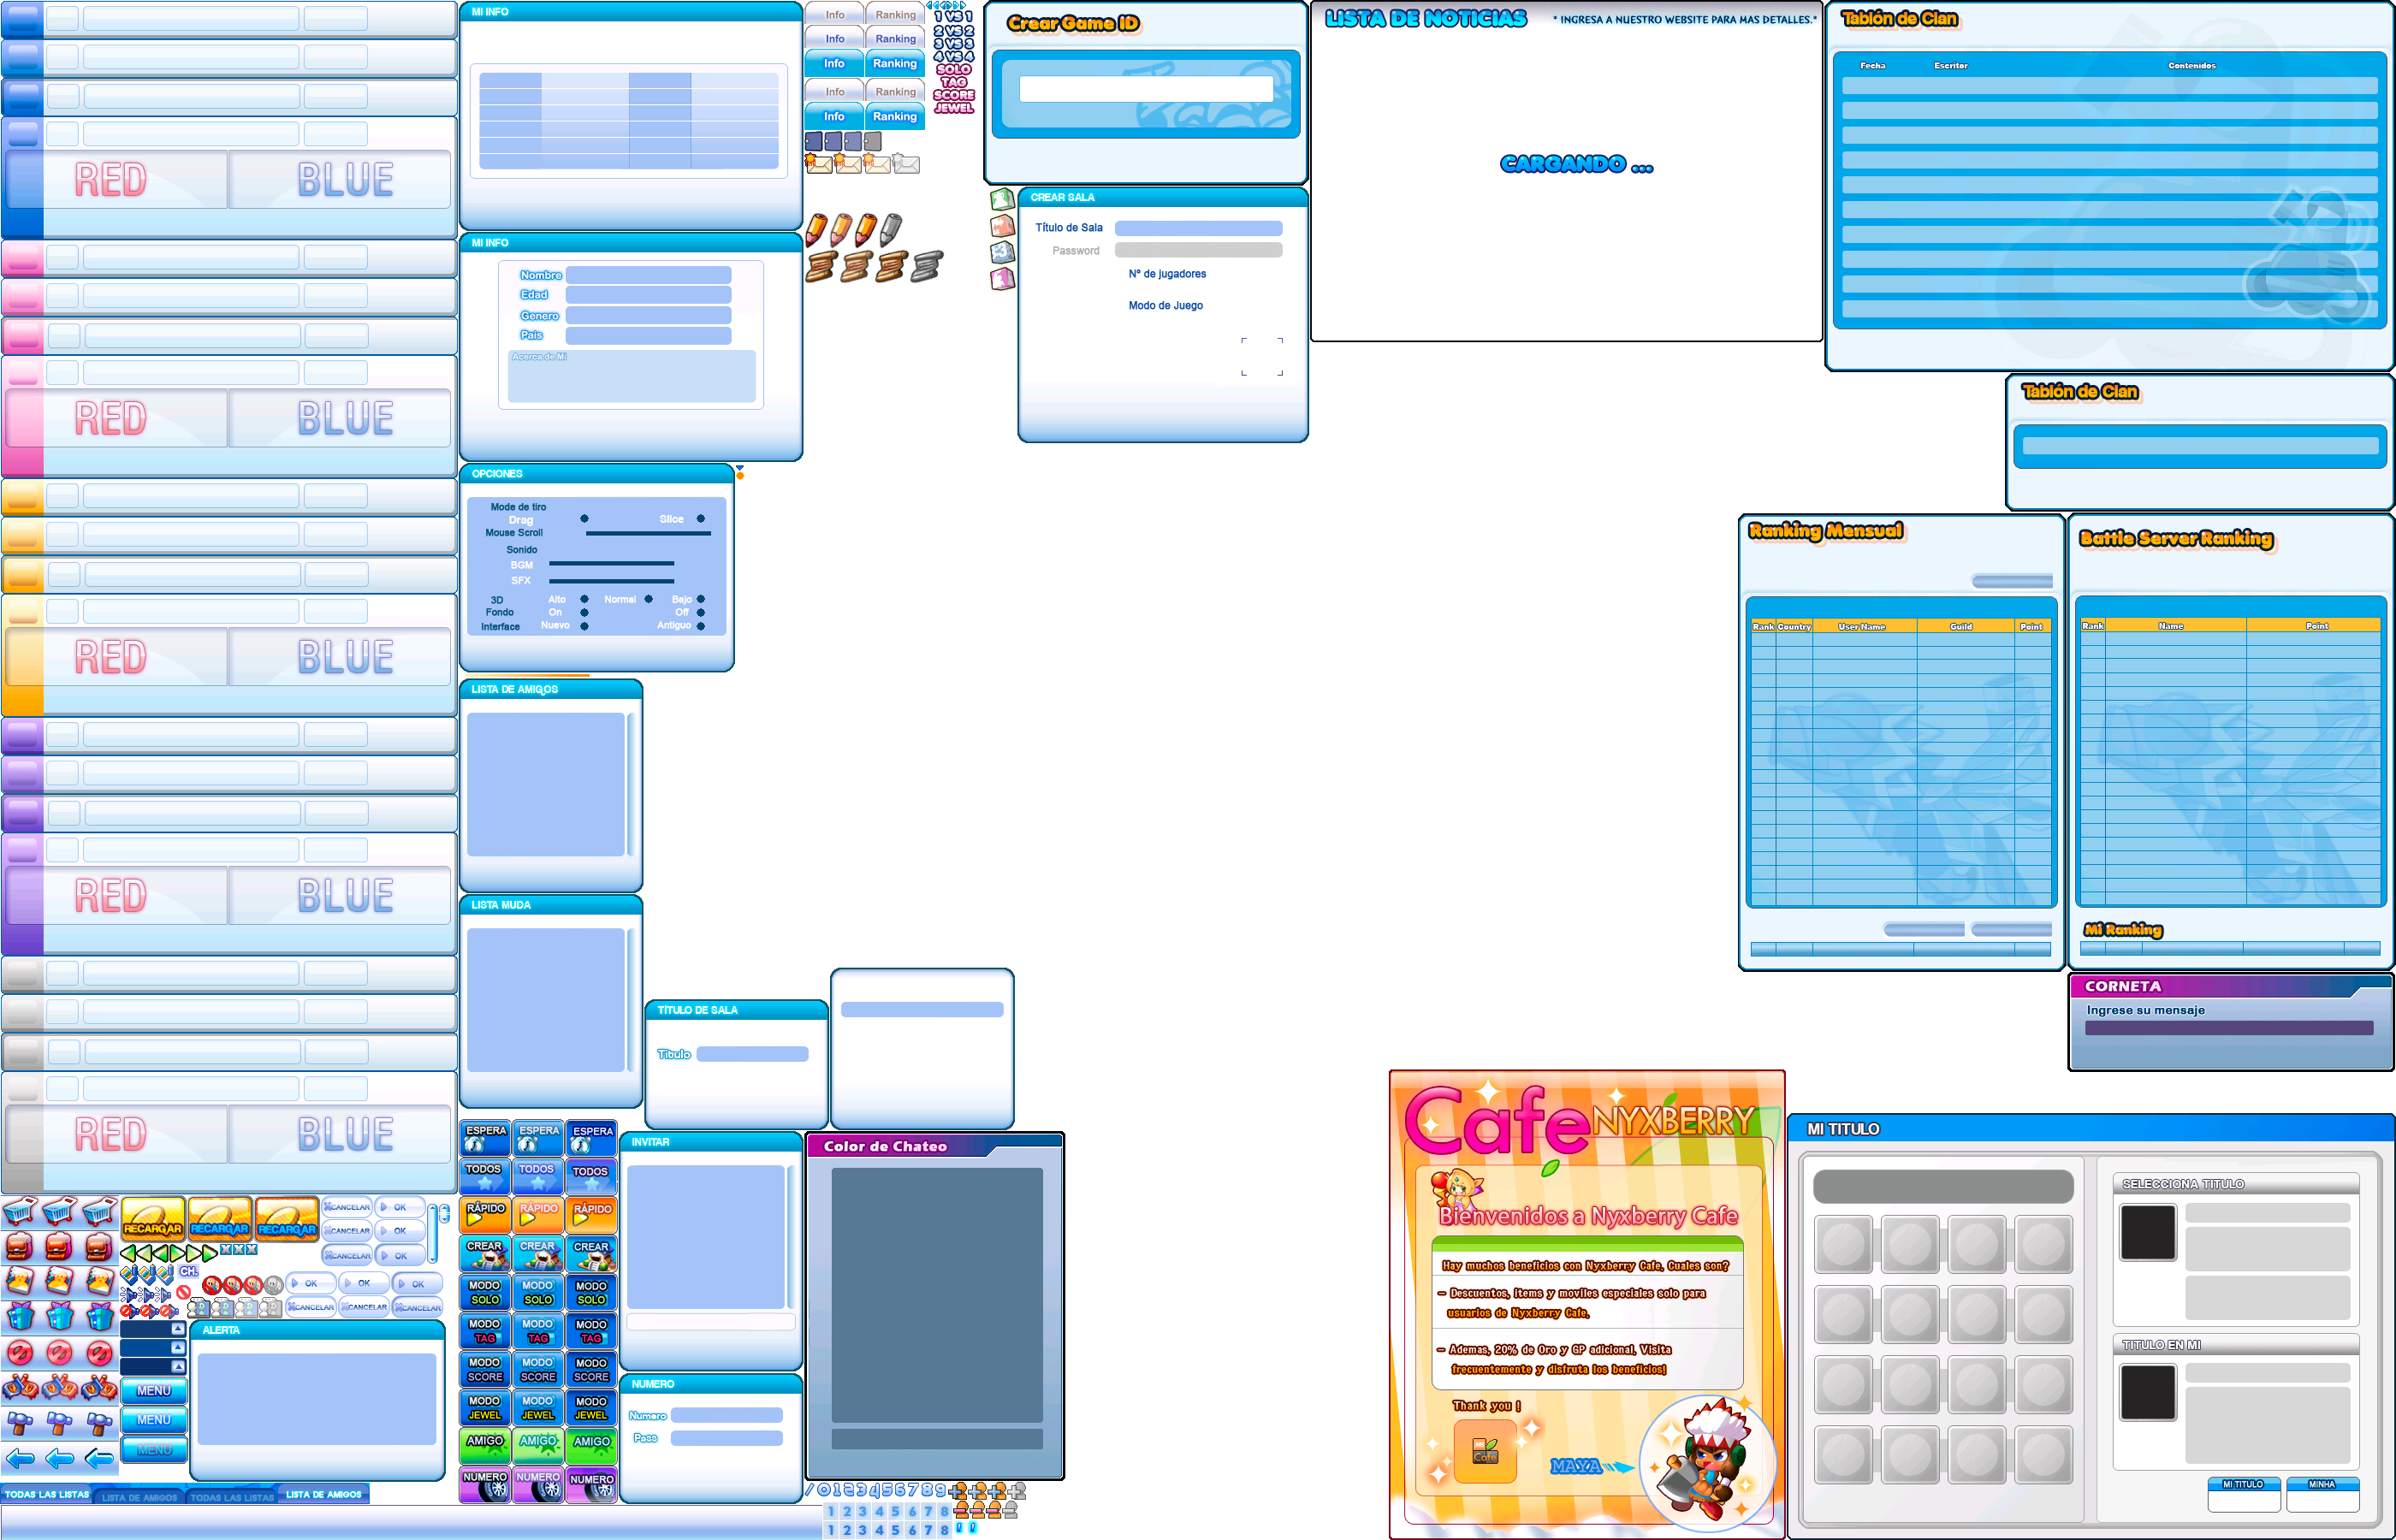 MI INFO
Info Ranking
Info Ranking
Info Ranking
Info Ranking
Info Ranking
1 VS 1
2 VS 2
3 VS 3
4 VS 4
SOLO
TAG
SCORE
JEWEL
Crear Game ID
LISTA DE NOTICIAS
* INGRESA A NUESTRO WEBSITE PARA MAS DETALLES.*
CARGANDO ...
Tablón de Clan
Fecha Escritor Contenidos
RED BLUE
MI INFO
Nombre
Edad
Genero
Pais
Acerca de Mi
CREAR SALA
Título de Sala
Password
Nº de jugadores
Modo de Juego
Tablón de Clan
RED BLUE
OPCIONES
Mode de tiro
Drag Slice
Mouse Scroll
Sonido
BGM
SFX
3D Alto Normal Bajo
Fondo On Off
Interface Nuevo Antiguo
Ranking Mensual
Rank Country User Name Guild Point
Battle Server Ranking
Rank Name Point
Mi Ranking
RED BLUE
LISTA DE AMIGOS
RED BLUE
LISTA MUDA
TÍTULO DE SALA
Título
CORNETA
Ingrese su mensaje
RED BLUE
ESPERA ESPERA ESPERA
TODOS TODOS TODOS
RÁPIDO RÁPIDO RÁPIDO
CREAR CREAR CREAR
MODO SOLO MODO SOLO MODO SOLO
MODO TAG MODO TAG MODO TAG
MODO SCORE MODO SCORE MODO SCORE
MODO JEWEL MODO JEWEL MODO JEWEL
AMIGO AMIGO AMIGO
NUMERO NUMERO NUMERO
INVITAR
NUMERO
Numero
Pass
Color de Chateo
RECARGAR RECARGAR RECARGAR
CANCELAR OK
CANCELAR OK
CANCELAR OK
CH.
OK OK OK
CANCELAR CANCELAR CANCELAR
ALERTA
MENU
MENU
MENU
TODAS LAS LISTAS LISTA DE AMIGOS TODAS LAS LISTAS LISTA DE AMIGOS
/ 0 1 2 3 4 5 6 7 8 9
1 2 3 4 5 6 7 8
1 2 3 4 5 6 7 8
! !
Cafe NYXBERRY
Bienvenidos a Nyxberry Cafe
Hay muchos beneficios con Nyxberry Cafe. Cuales son?
– Descuentos, Items y moviles especiales solo para
usuarios de Nyxberry Cafe.
– Ademas, 20% de Oro y GP adicional. Visita
frecuentemente y disfruta los beneficios!
Thank you !
Cafe
MAYA
MI TITULO
SELECCIONA TITULO
TITULO EN MI
MI TITULO MINHA